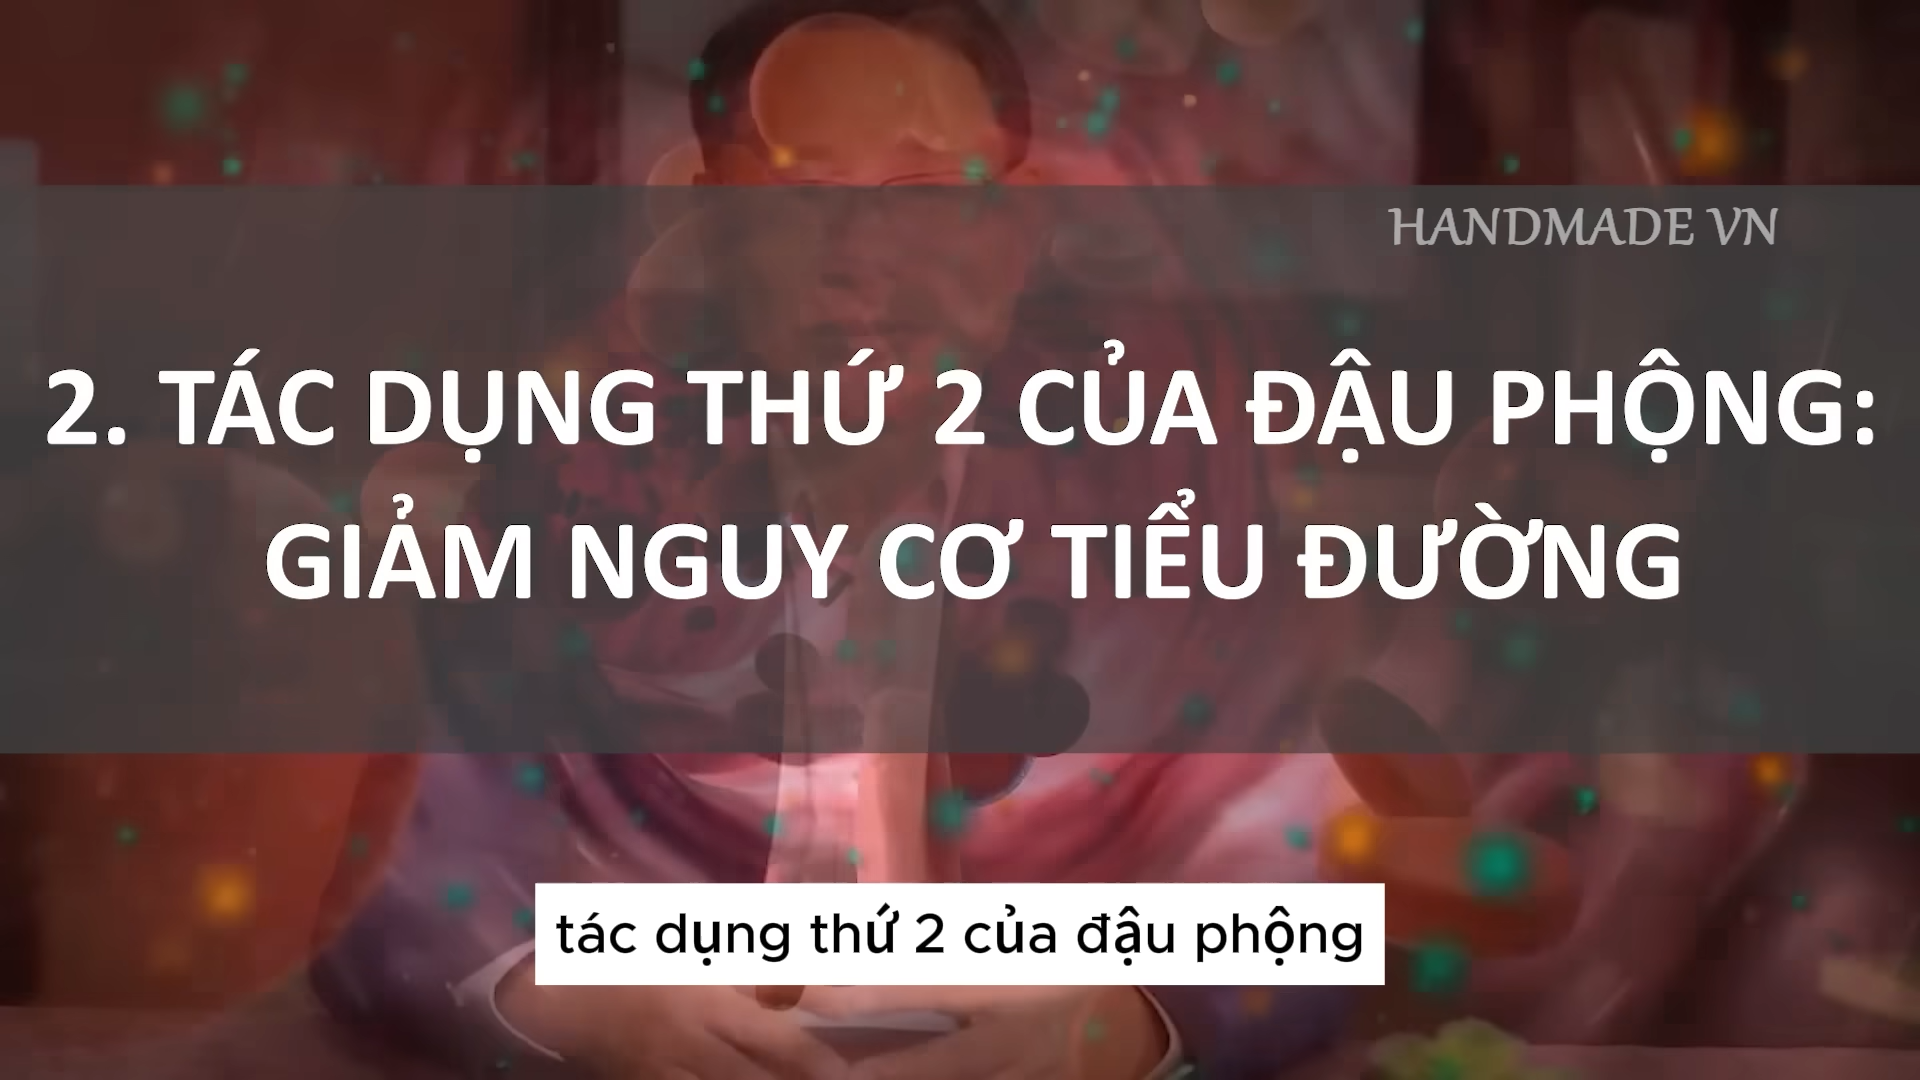 HANDMADE VN
2. TÁC DỤNG THỨ 2 CỦA ĐẬU PHỘNG:
GIẢM NGUY CƠ TIỂU ĐƯỜNG
tác dụng thứ 2 của đậu phộng